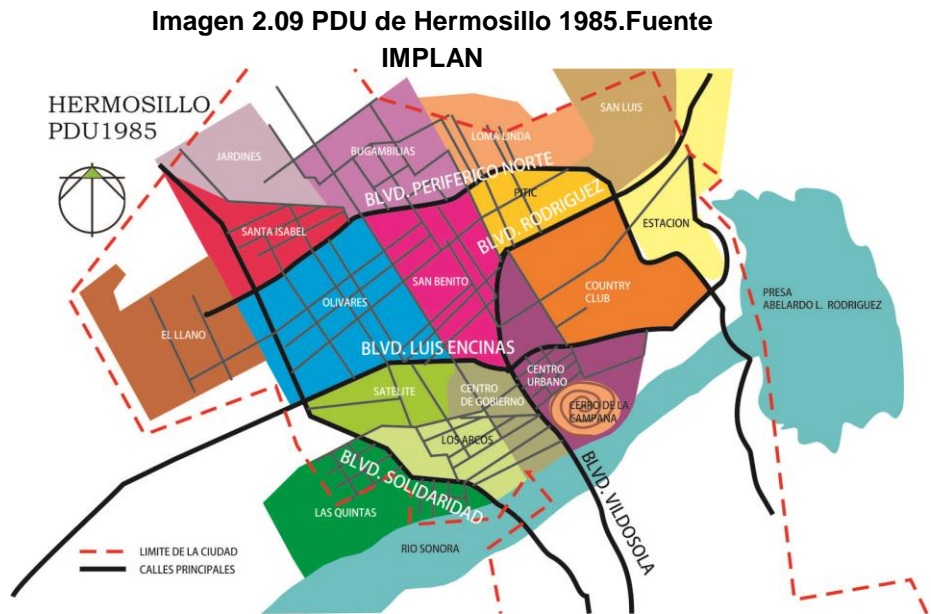 Imagen 2.09 PDU de Hermosillo 1985.Fuente
IMPLAN
HERMOSILLO
PDU1985
JARDINES
BUGAMBILIAS
LOMA LINDA
SAN LUIS
BLVD. PERIFERICO NORTE
PITIC
BLVD. RODRIGUEZ
SANTA ISABEL
ESTACION
SAN BENITO
OLIVARES
COUNTRY
CLUB
PRESA
ABELARDO L. RODRIGUEZ
EL LLANO
BLVD. LUIS ENCINAS
CENTRO
URBANO
SATELITE
CENTRO
DE GOBIERNO
CERRO DE LA
CAMPANA
LOS ARCOS
BLVD. SOLIDARIDAD
BLVD. VILDOSOLA
LAS QUINTAS
RIO SONORA
LIMITE DE LA CIUDAD
CALLES PRINCIPALES